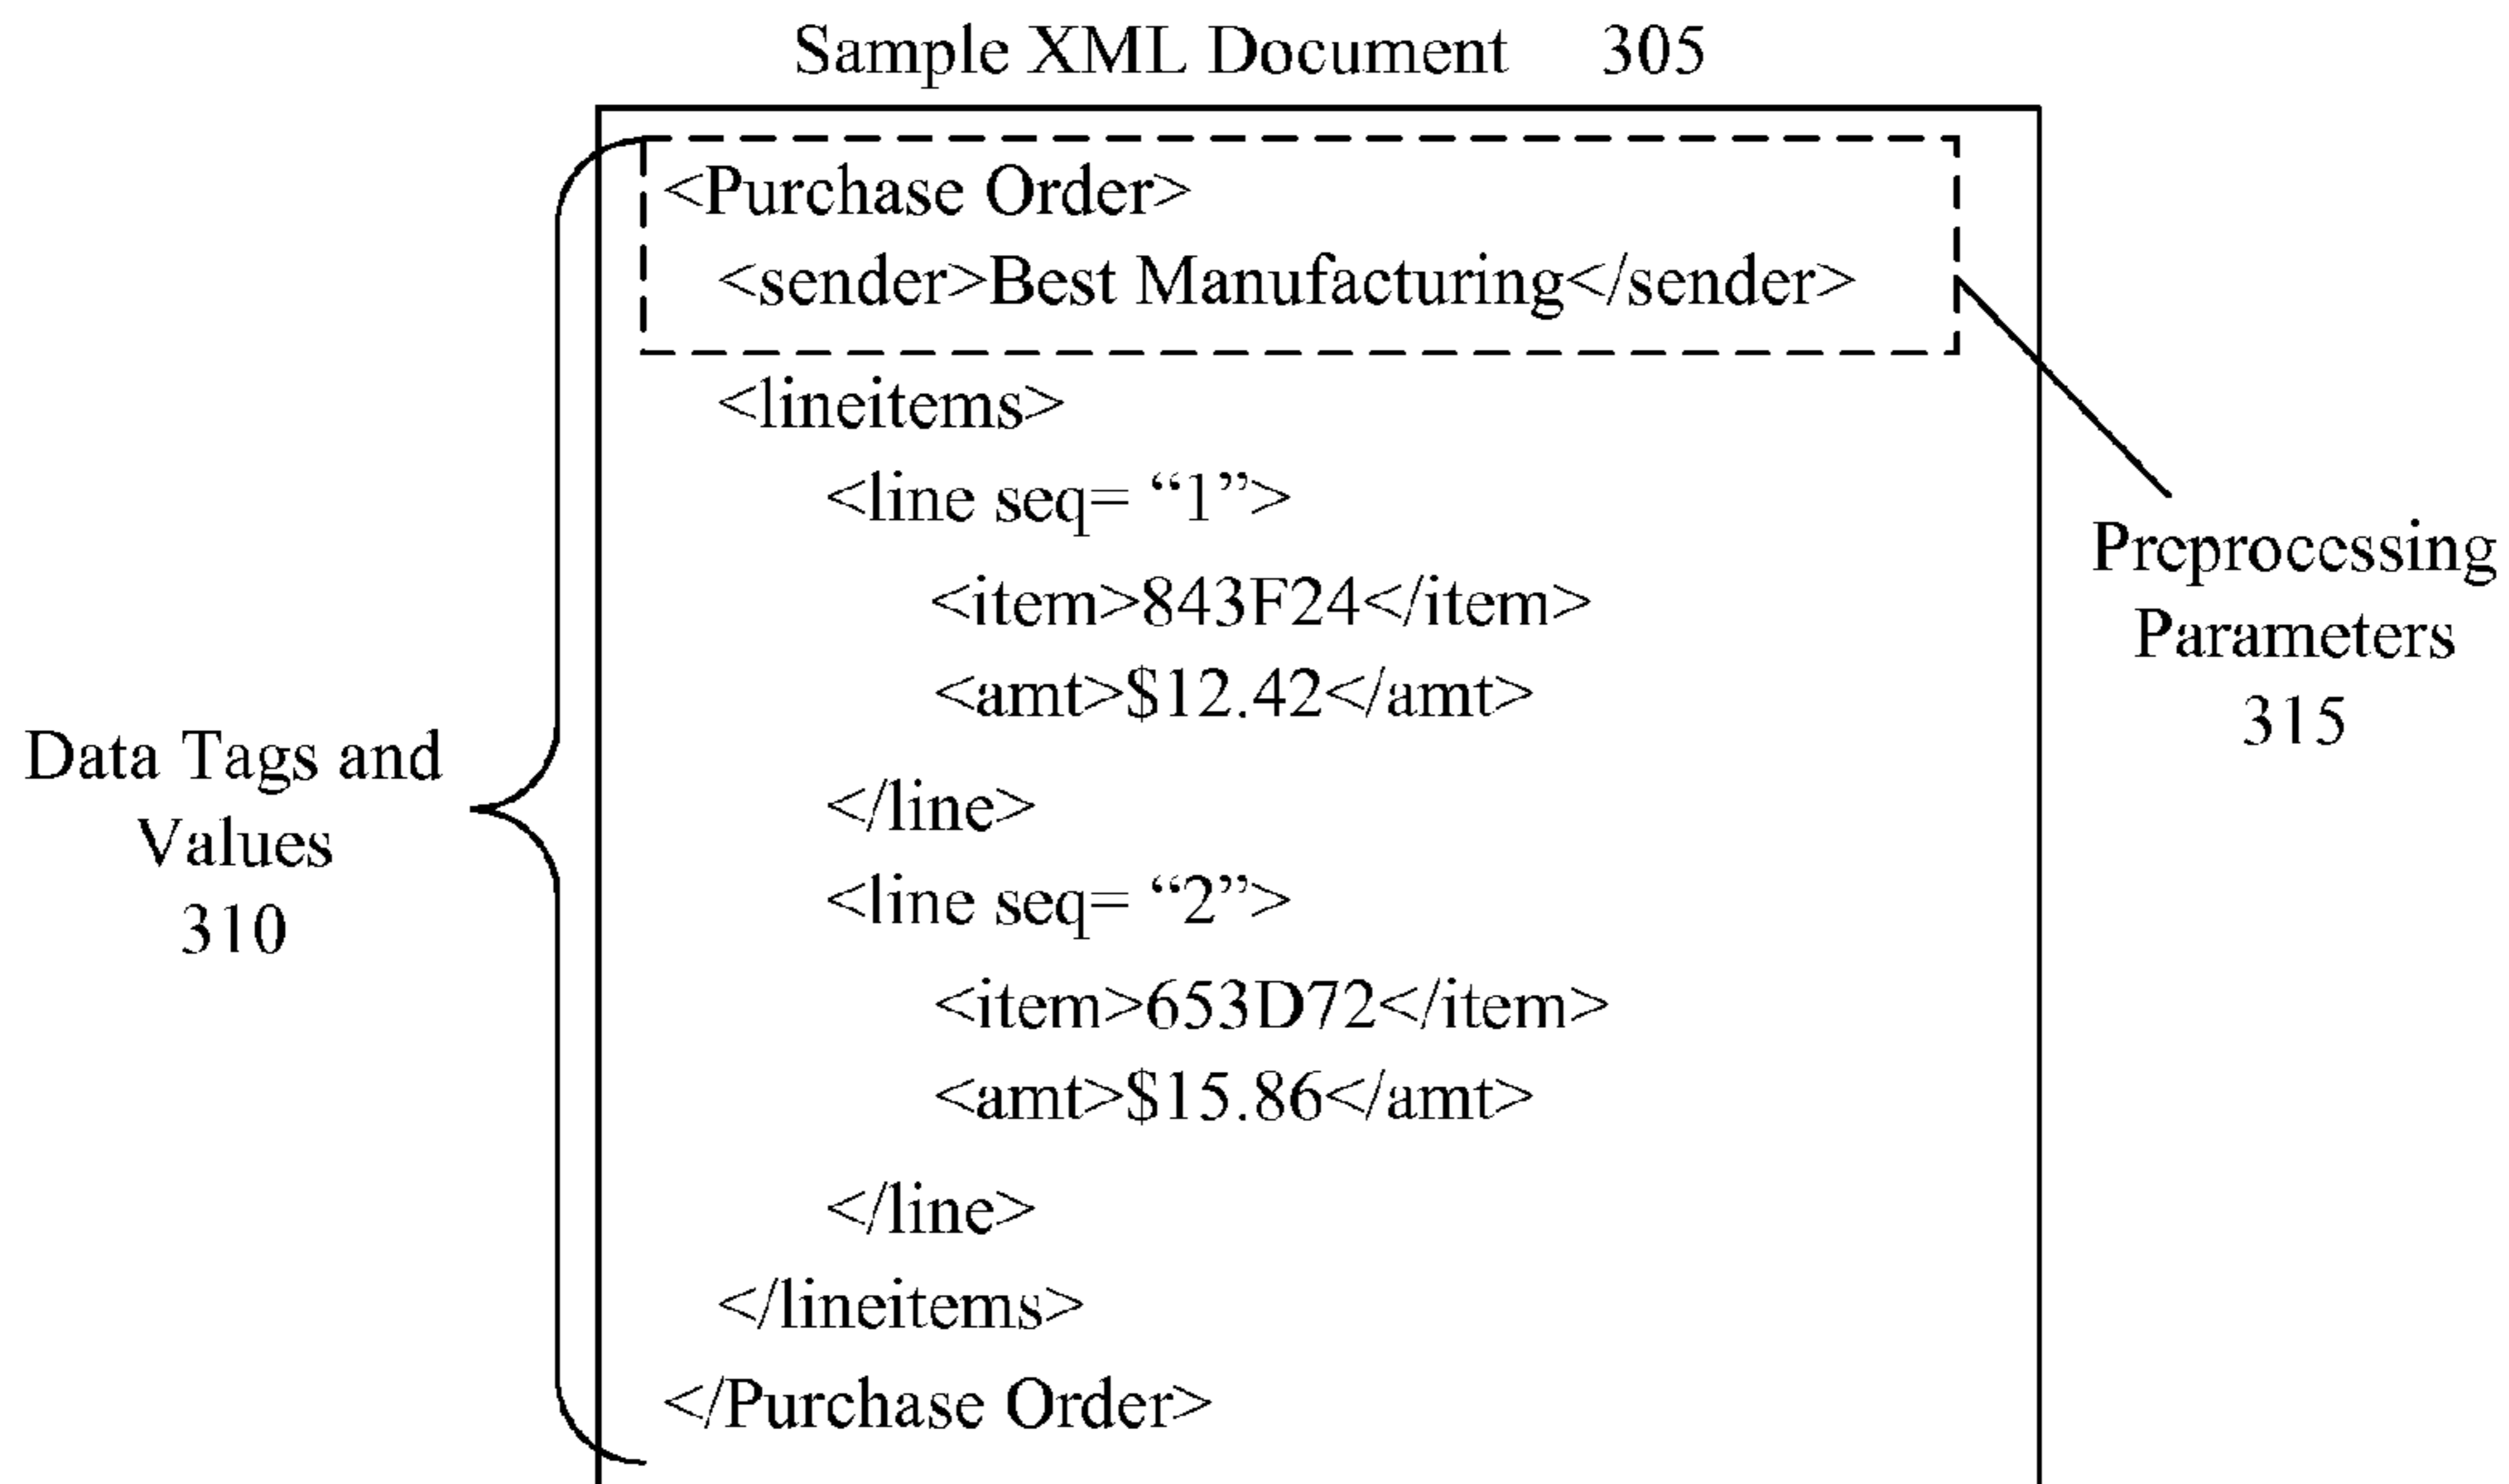 Sample XML Document 305
<Purchase Order>
<sender>Best Manufacturing</sender>
<lineitems>
<line seq= “1”>
<item>843F24</item>
<amt>$12.42</amt>
</line>
<line seq= “2”>
<item>653D72</item>
<amt>$15.86</amt>
</line>
</lineitems>
</Purchase Order>
Data Tags and
Values
310
Preprocessing
Parameters
315